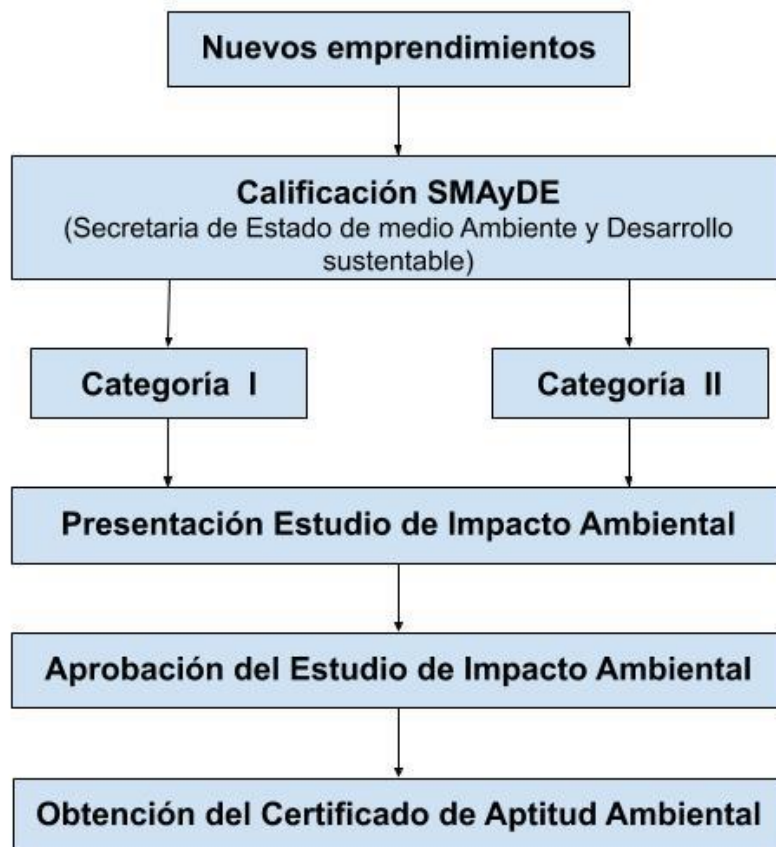 Nuevos emprendimientos
Calificación SMAyDE
(Secretaria de Estado de medio Ambiente y Desarrollo
sustentable)
Categoría I
Categoría II
Presentación Estudio de Impacto Ambiental
Aprobación del Estudio de Impacto Ambiental
Obtención del Certificado de Aptitud Ambiental